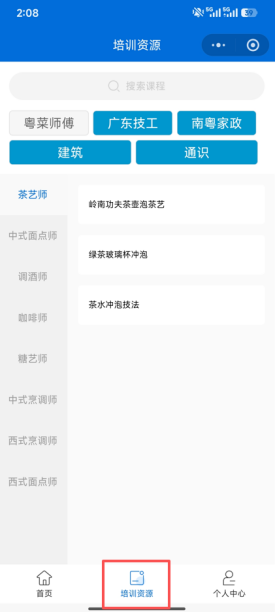 2:08
5G 5G
培训资源
搜索课程
粤菜师傅 广东技工 南粤家政
建筑 通识
茶艺师
中式面点师
调酒师
咖啡师
糖艺师
中式烹调师
西式烹调师
西式面点师
岭南功夫茶壶泡茶艺
绿茶玻璃杯冲泡
茶水冲泡技法
首页 培训资源 个人中心